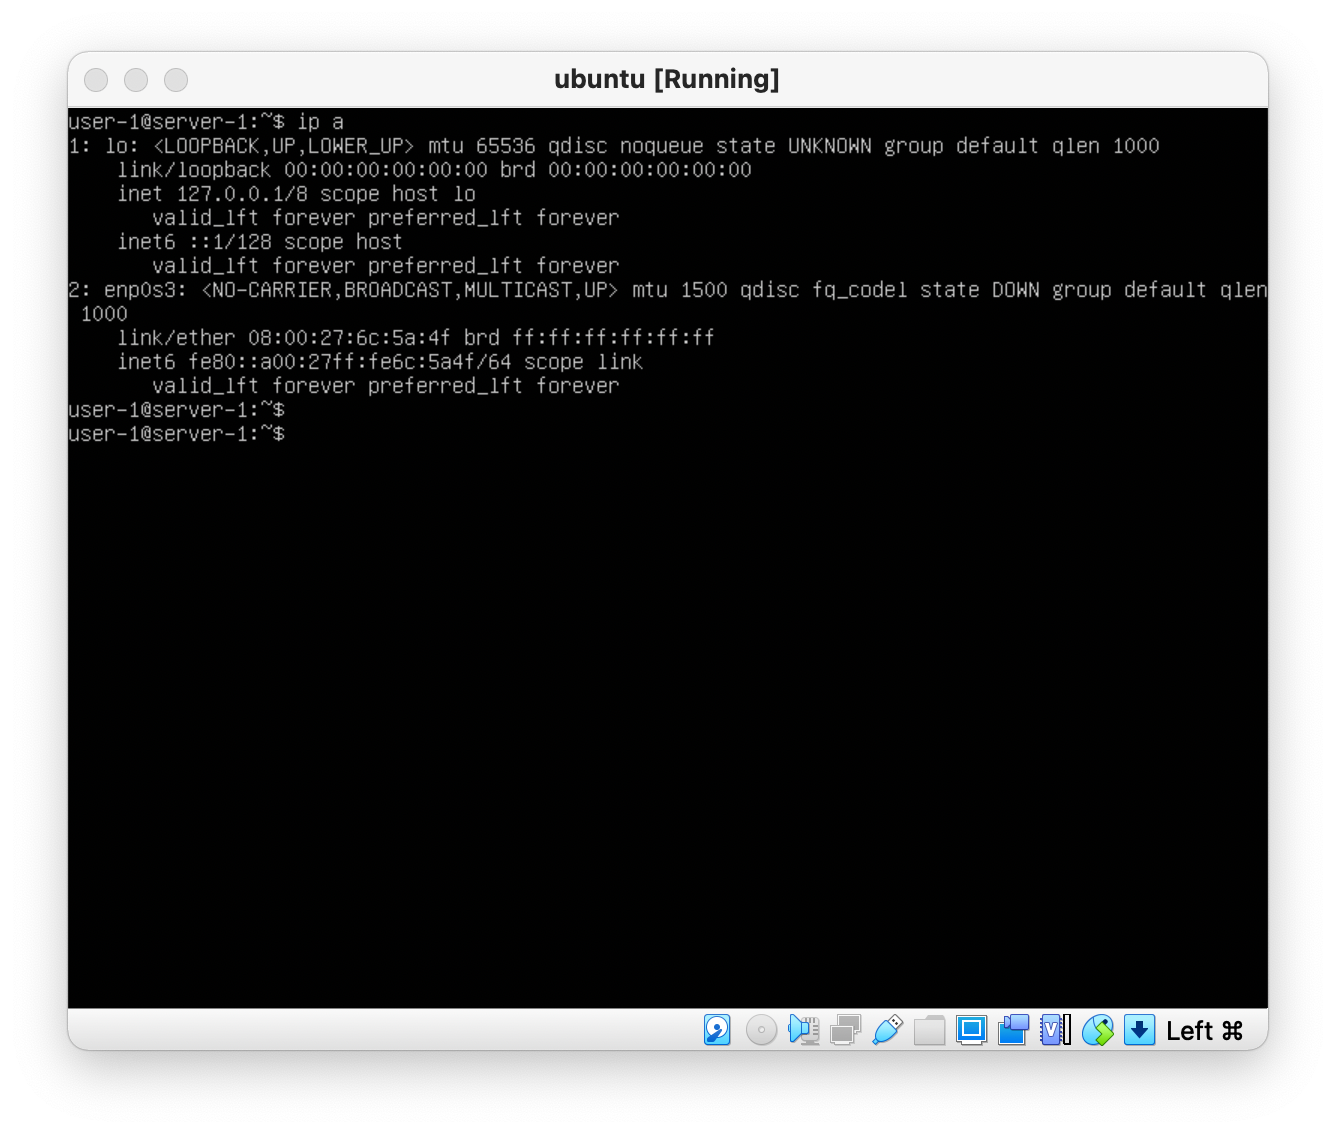 ubuntu [Running]
user-1@server-1:~$ ip a
1: lo: <LOOPBACK,UP,LOWER_UP> mtu 65536 qdisc noqueue state UNKNOWN group default qlen 1000
    link/loopback 00:00:00:00:00:00 brd 00:00:00:00:00:00
    inet 127.0.0.1/8 scope host lo
       valid_lft forever preferred_lft forever
    inet6 ::1/128 scope host
       valid_lft forever preferred_lft forever
2: enp0s3: <NO-CARRIER,BROADCAST,MULTICAST,UP> mtu 1500 qdisc fq_codel state DOWN group default qlen
 1000
    link/ether 08:00:27:6c:5a:4f brd ff:ff:ff:ff:ff:ff
    inet6 fe80::a00:27ff:fe6c:5a4f/64 scope link
       valid_lft forever preferred_lft forever
user-1@server-1:~$
user-1@server-1:~$
Left ⌘